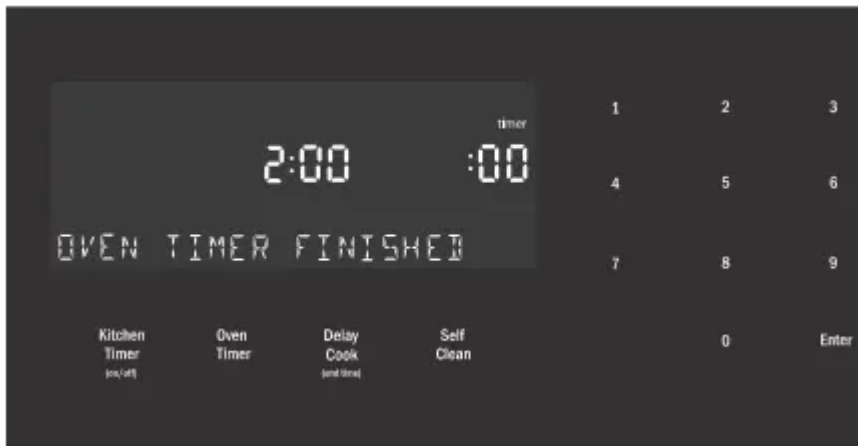 1 2 3
timer
2:00 :00
4 5 6
OVEN TIMER FINISHED
7 8 9
Kitchen Timer (on/off)
Oven Timer
Delay Cook (end time)
Self Clean
0 Enter